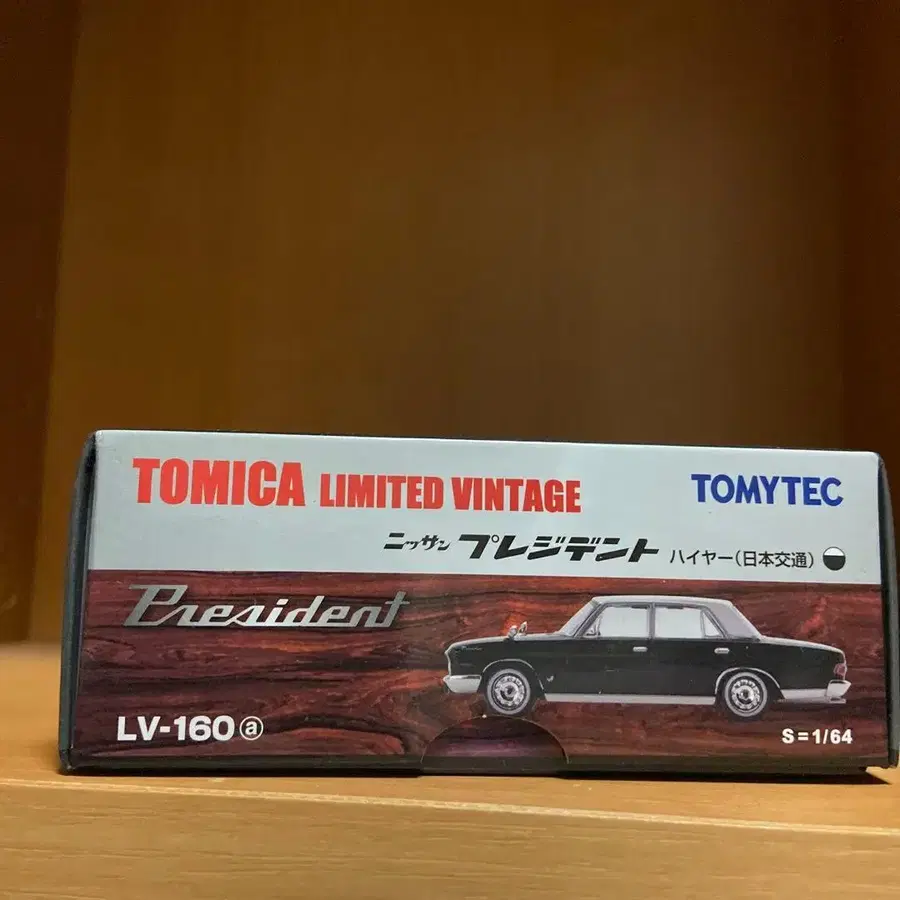 TOMICA LIMITED VINTAGE
TOMYTEC
ニッサン プレジデント ハイヤー(日本交通)
President
LV-160ⓐ
S=1/64